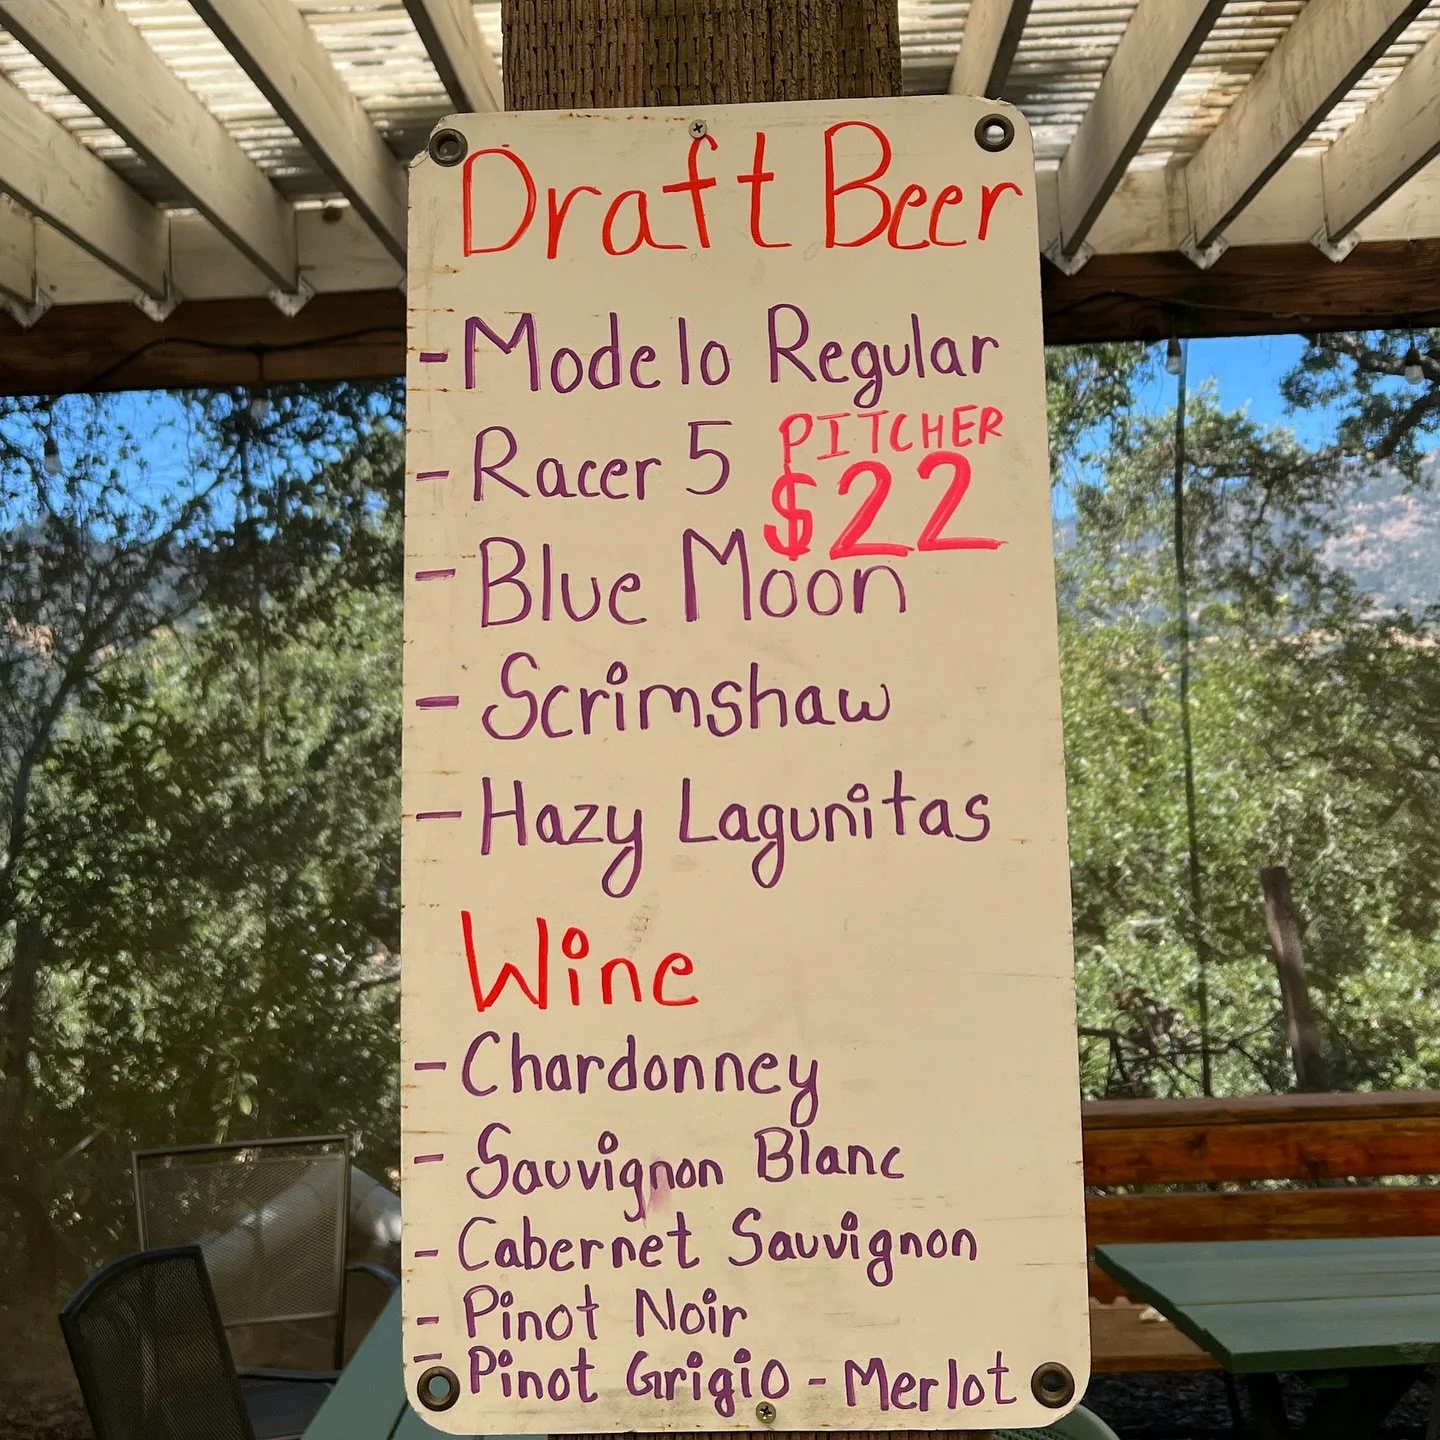 Draft Beer
- Modelo Regular
- Racer 5
PITCHER
$22
- Blue Moon
- Scrimshaw
- Hazy Lagunitas
Wine
- Chardonney
- Sauvignon Blanc
- Cabernet Sauvignon
- Pinot Noir
- Pinot Grigio - Merlot